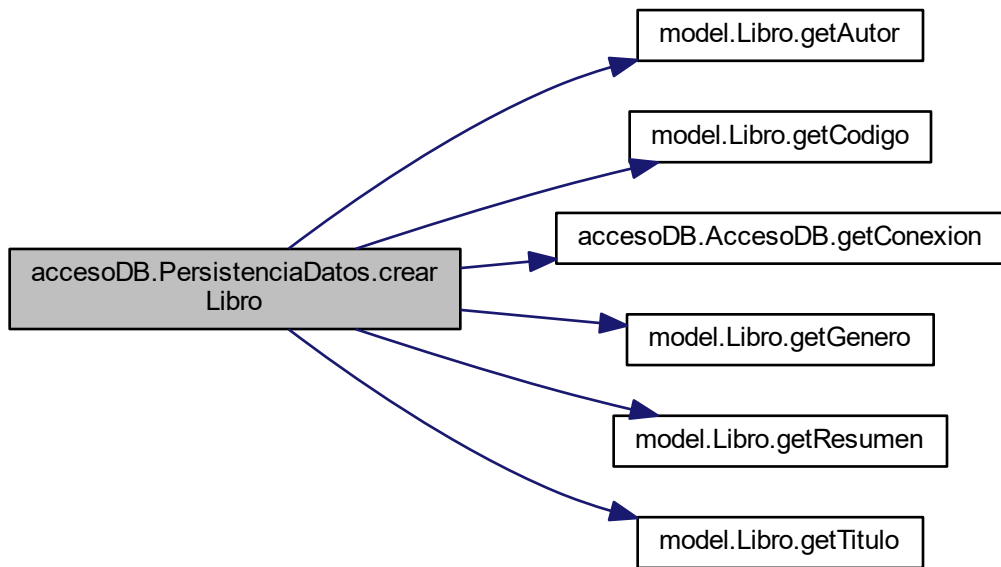 model.Libro.getAutor
model.Libro.getCodigo
accesoDB.AccesoDB.getConexion
accesoDB.PersistenciaDatos.crear
Libro
model.Libro.getGenero
model.Libro.getResumen
model.Libro.getTitulo